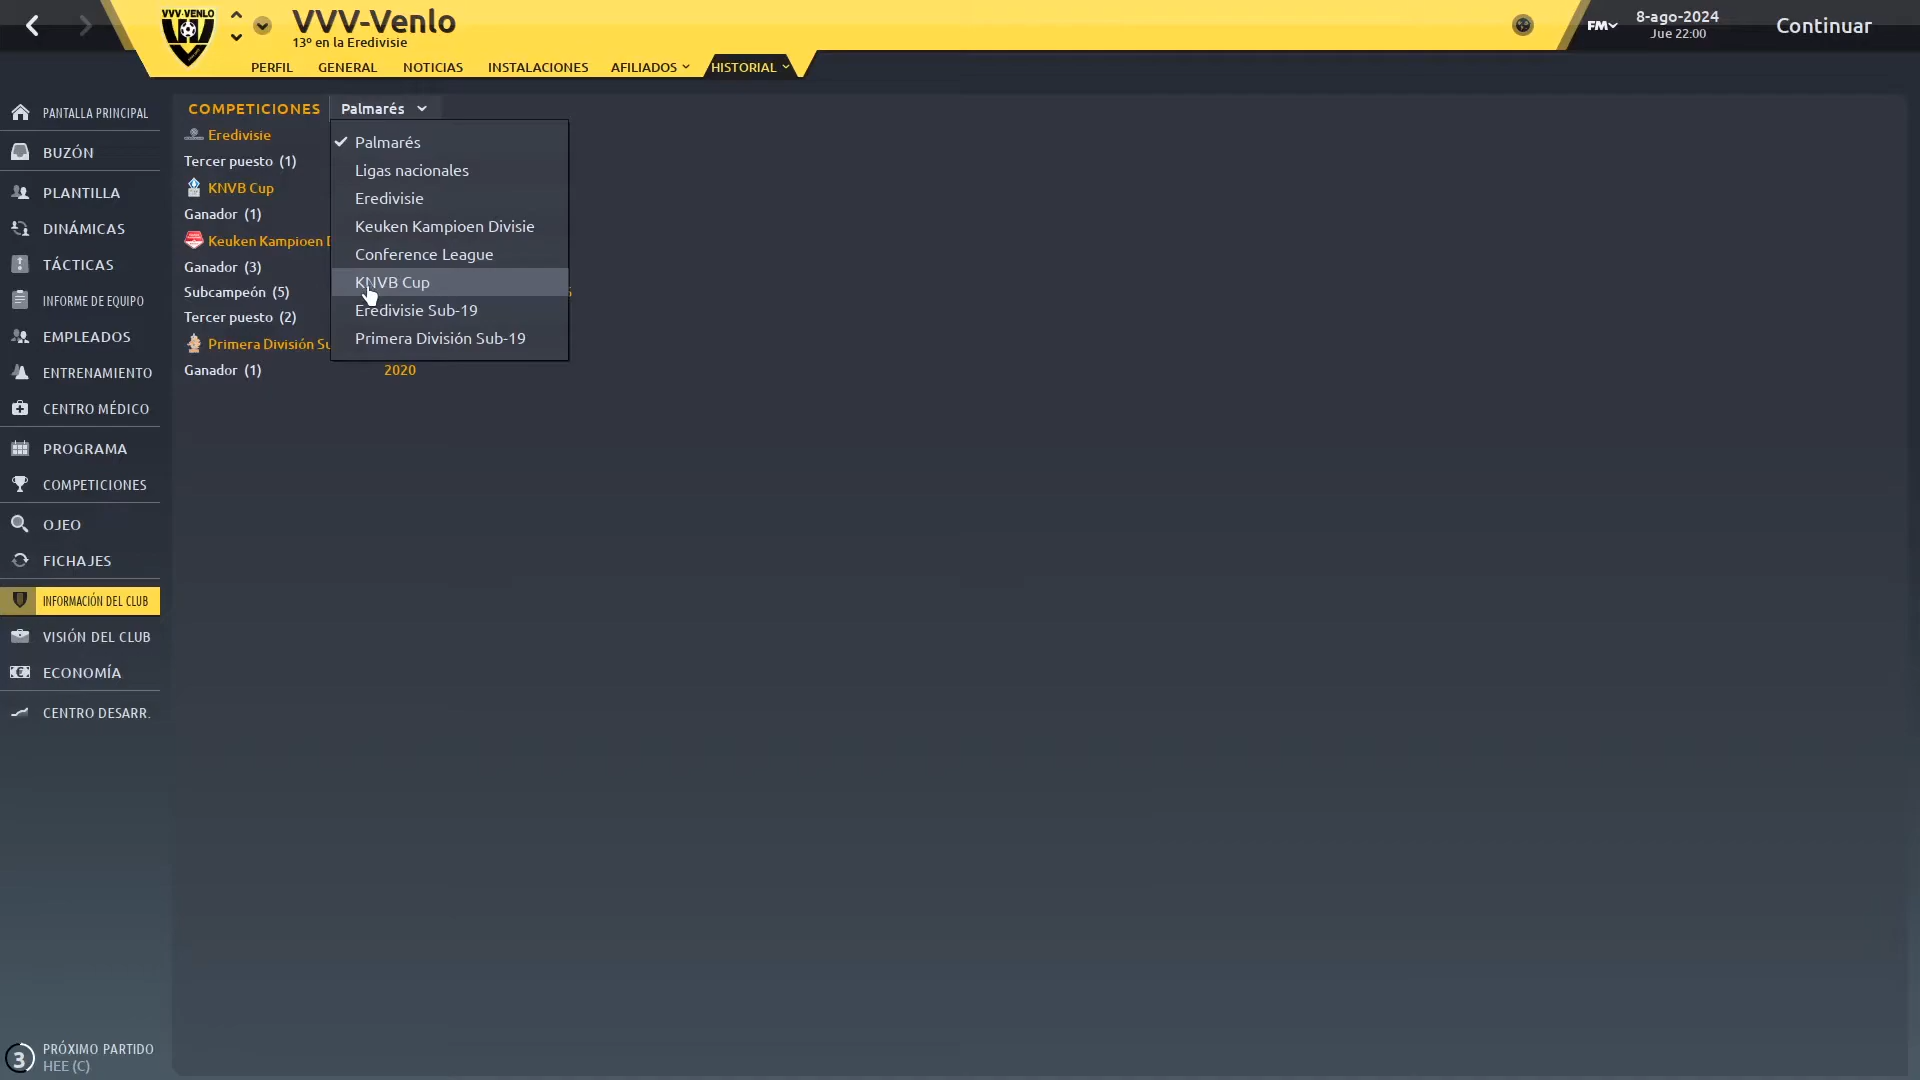 VVV-VENLO
VVV-Venlo
13º en la Eredivisie
FM
8-ago-2024
Jue 22:00
Continuar
PERFIL
GENERAL
NOTICIAS
INSTALACIONES
AFILIADOS
HISTORIAL
PANTALLA PRINCIPAL
BUZÓN
PLANTILLA
DINÁMICAS
TÁCTICAS
INFORME DE EQUIPO
EMPLEADOS
ENTRENAMIENTO
CENTRO MÉDICO
PROGRAMA
COMPETICIONES
OJEO
FICHAJES
INFORMACIÓN DEL CLUB
VISIÓN DEL CLUB
ECONOMÍA
CENTRO DESARR.
3
PRÓXIMO PARTIDO
HEE (C)
COMPETICIONES
Palmarés
Eredivisie
Tercer puesto (1)
KNVB Cup
Ganador (1)
Keuken Kampioen
Ganador (3)
Subcampeón (5)
Tercer puesto (2)
Primera División
Ganador (1)
2020
Palmarés
Ligas nacionales
Eredivisie
Keuken Kampioen Divisie
Conference League
KNVB Cup
Eredivisie Sub-19
Primera División Sub-19